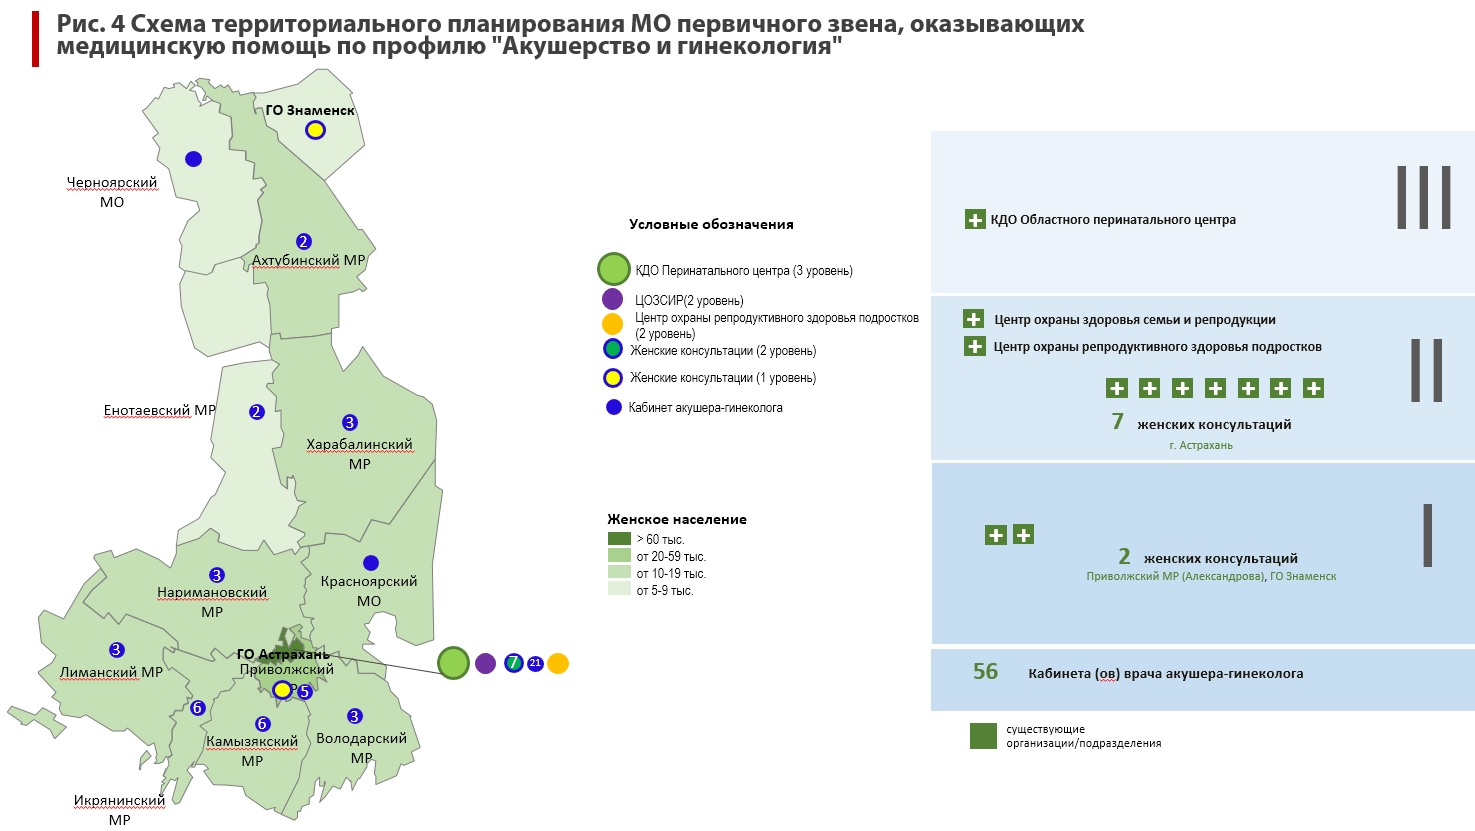 Рис. 4 Схема территориального планирования МО первичного звена, оказывающих
медицинскую помощь по профилю "Акушерство и гинекология"
ГО Знаменск
Черноярский
МО
2
Ахтубинский МР
Енотаевский МР
2
3
Харабалинский
МР
Красноярский
МО
3
Наримановский
МР
3
Лиманский МР
ГО Астрахань
Приволжский
5
7
21
6
6
Камызякский
МР
3
Володарский
МР
Икрянинский
МР
Условные обозначения
КДО Перинатального центра (3 уровень)
ЦОЗСИР(2 уровень)
Центр охраны репродуктивного здоровья подростков
(2 уровень)
Женские консультации (2 уровень)
Женские консультации (1 уровень)
Кабинет акушера-гинеколога
Женское население
> 60 тыс.
от 20-59 тыс.
от 10-19 тыс.
от 5-9 тыс.
КДО Областного перинатального центра
III
Центр охраны здоровья семьи и репродукции
Центр охраны репродуктивного здоровья подростков
II
7 женских консультаций
г. Астрахань
I
2 женских консультаций
Приволжский МР (Александрова), ГО Знаменск
56 Кабинета (ов) врача акушера-гинеколога
существующие
организации/подразделения